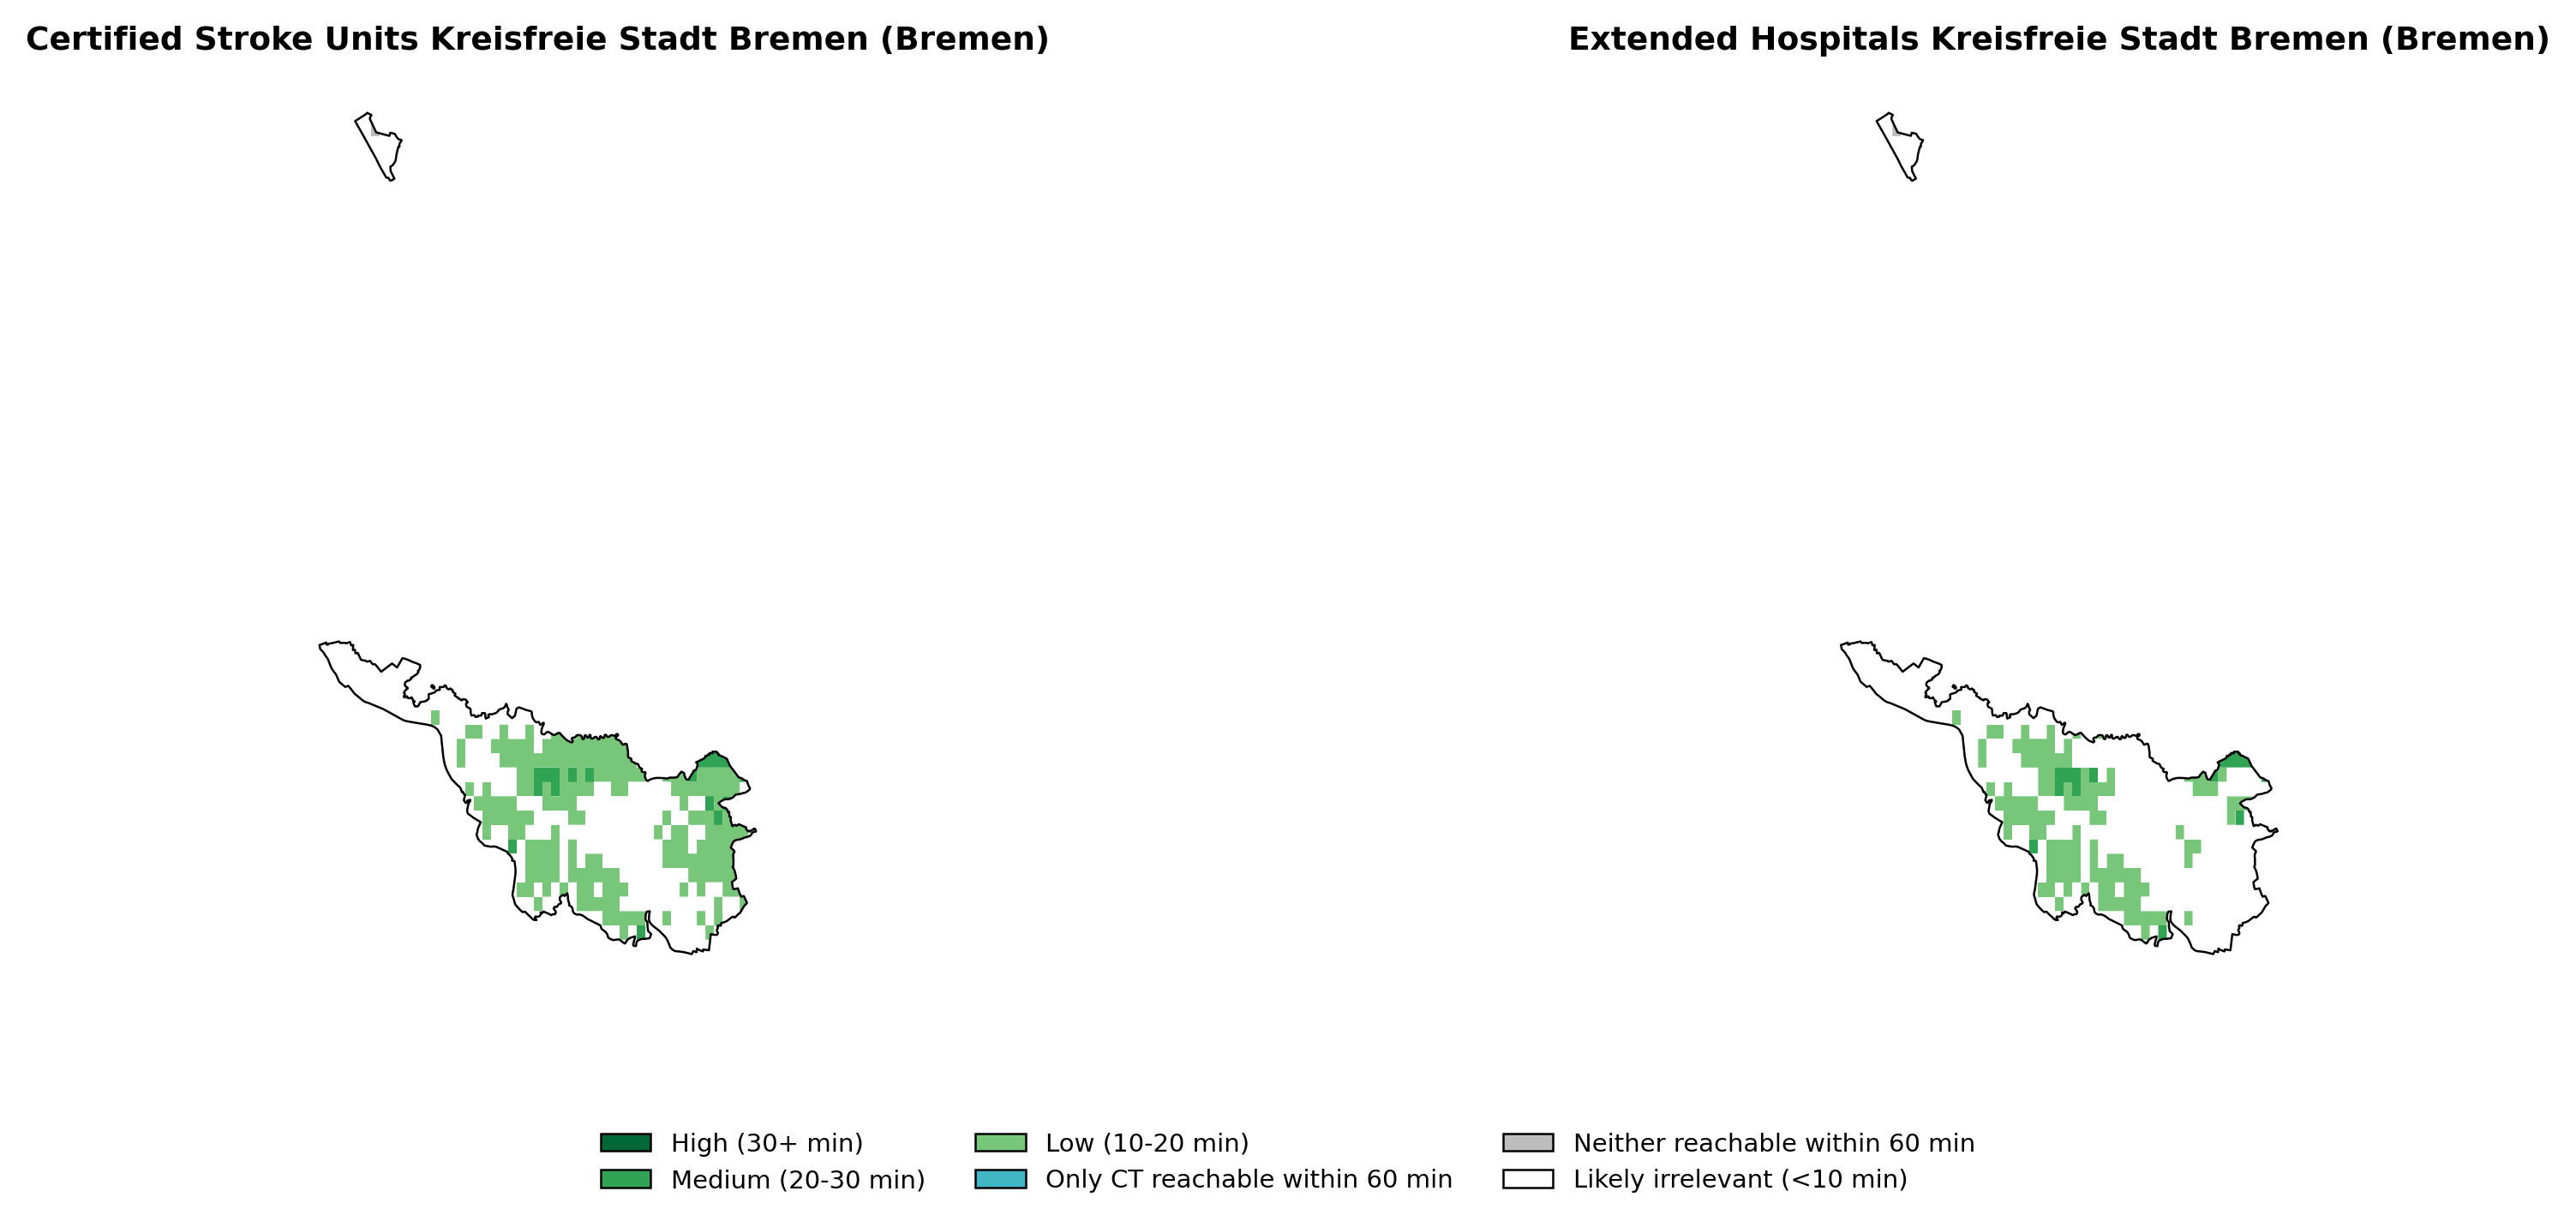 Certified Stroke Units Kreisfreie Stadt Bremen (Bremen)
Extended Hospitals Kreisfreie Stadt Bremen (Bremen)
High (30+ min)
Medium (20-30 min)
Low (10-20 min)
Only CT reachable within 60 min
Neither reachable within 60 min
Likely irrelevant (<10 min)